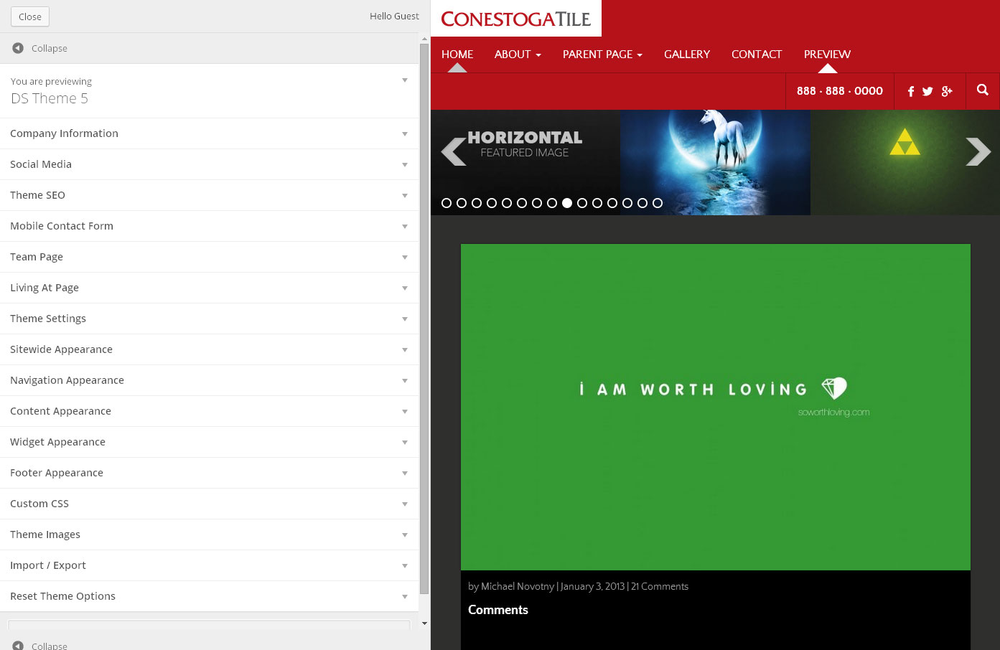 Close
Hello Guest
Collapse
You are previewing
DS Theme 5
Company Information
Social Media
Theme SEO
Mobile Contact Form
Team Page
Living At Page
Theme Settings
Sitewide Appearance
Navigation Appearance
Content Appearance
Widget Appearance
Footer Appearance
Custom CSS
Theme Images
Import / Export
Reset Theme Options
Collapse
CONESTOGATILE
HOME ABOUT PARENT PAGE GALLERY CONTACT PREVIEW
888 · 888 · 0000
HORIZONTAL
FEATURED IMAGE
I AM WORTH LOVING
soworthloving.com
by Michael Novotny | January 3, 2013 | 21 Comments
Comments